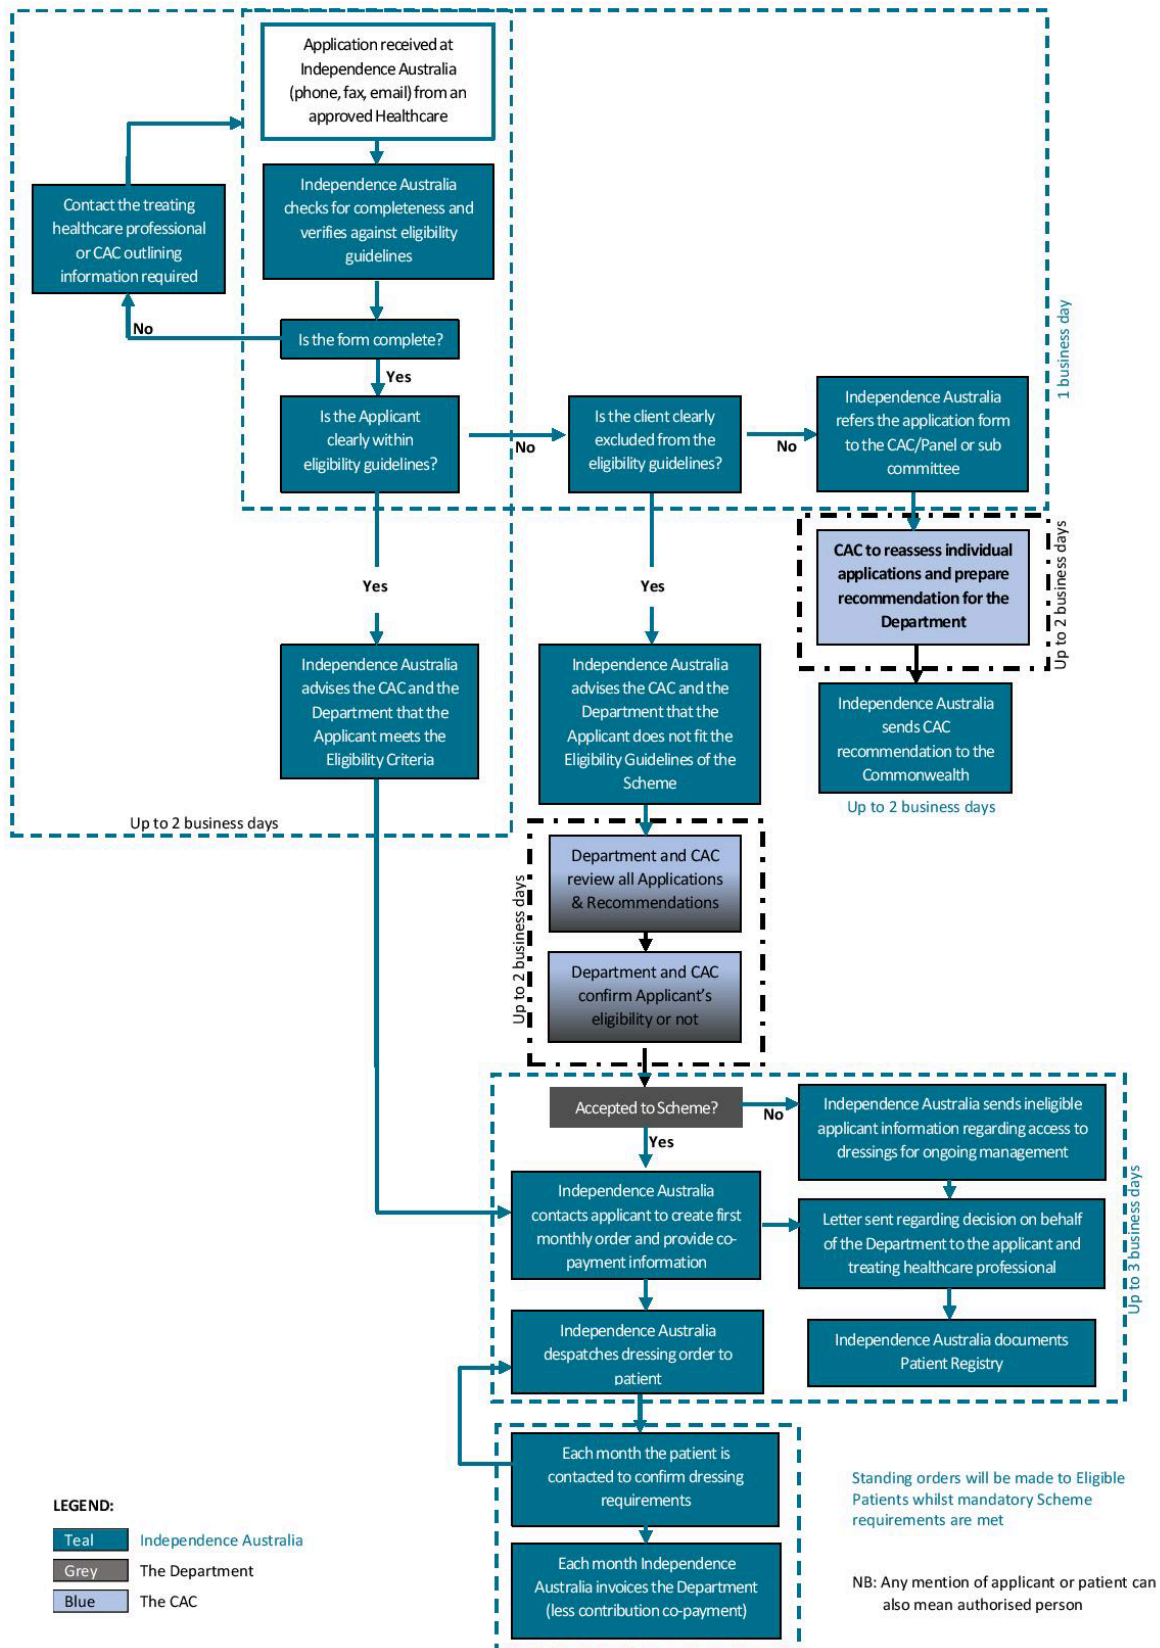 Application received at
Independence Australia
(phone, fax, email) from an
approved Healthcare
Independence Australia
checks for completeness and
verifies against eligibility
guidelines
Contact the treating
healthcare professional
or CAC outlining
information required
No
Is the form complete?
Yes
1 business day
Is the Applicant
clearly within
eligibility guidelines?
No
Is the client clearly
excluded from the
eligibility guidelines?
No
Independence Australia
refers the application form
to the CAC/Panel or sub
committee
CAC to reassess individual
applications and prepare
recommendation for the
Department
Up to 2 business days
Yes
Yes
Independence Australia
advises the CAC and the
Department that the
Applicant meets the
Eligibility Criteria
Independence Australia
advises the CAC and the
Department that the
Applicant does not fit the
Eligibility Guidelines of the
Scheme
Independence Australia
sends CAC
recommendation to the
Commonwealth
Up to 2 business days
Up to 2 business days
Department and CAC
review all Applications
& Recommendations
Up to 2 business days
Department and CAC
confirm Applicant’s
eligibility or not
Accepted to Scheme?
No
Yes
Independence Australia sends ineligible
applicant information regarding access to
dressings for ongoing management
Independence Australia
contacts applicant to create first
monthly order and provide co-
payment information
Letter sent regarding decision on behalf
of the Department to the applicant and
treating healthcare professional
Up to 3 business days
Independence Australia
despatches dressing order to
patient
Independence Australia documents
Patient Registry
Each month the patient is
contacted to confirm dressing
requirements
Each month Independence
Australia invoices the Department
(less contribution co-payment)
Standing orders will be made to Eligible
Patients whilst mandatory Scheme
requirements are met
NB: Any mention of applicant or patient can
also mean authorised person
LEGEND:
Teal Independence Australia
Grey The Department
Blue The CAC